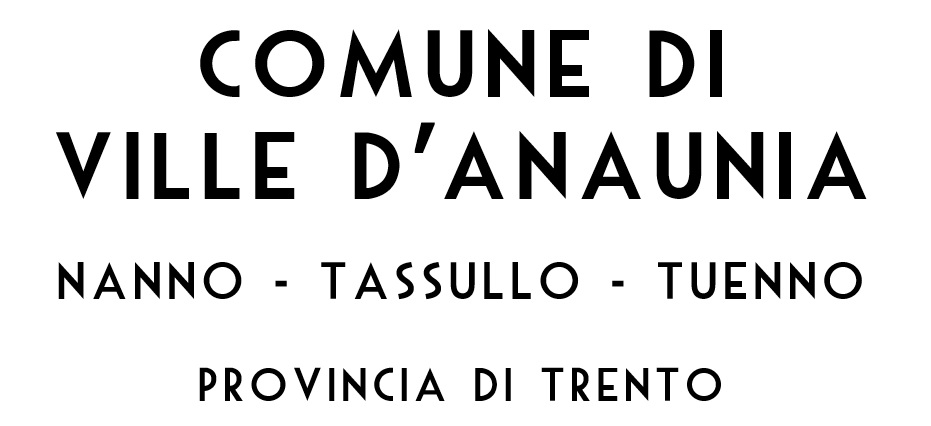 COMUNE DI
VILLE D'ANAUNIA
NANNO - TASSULLO - TUENNO
PROVINCIA DI TRENTO